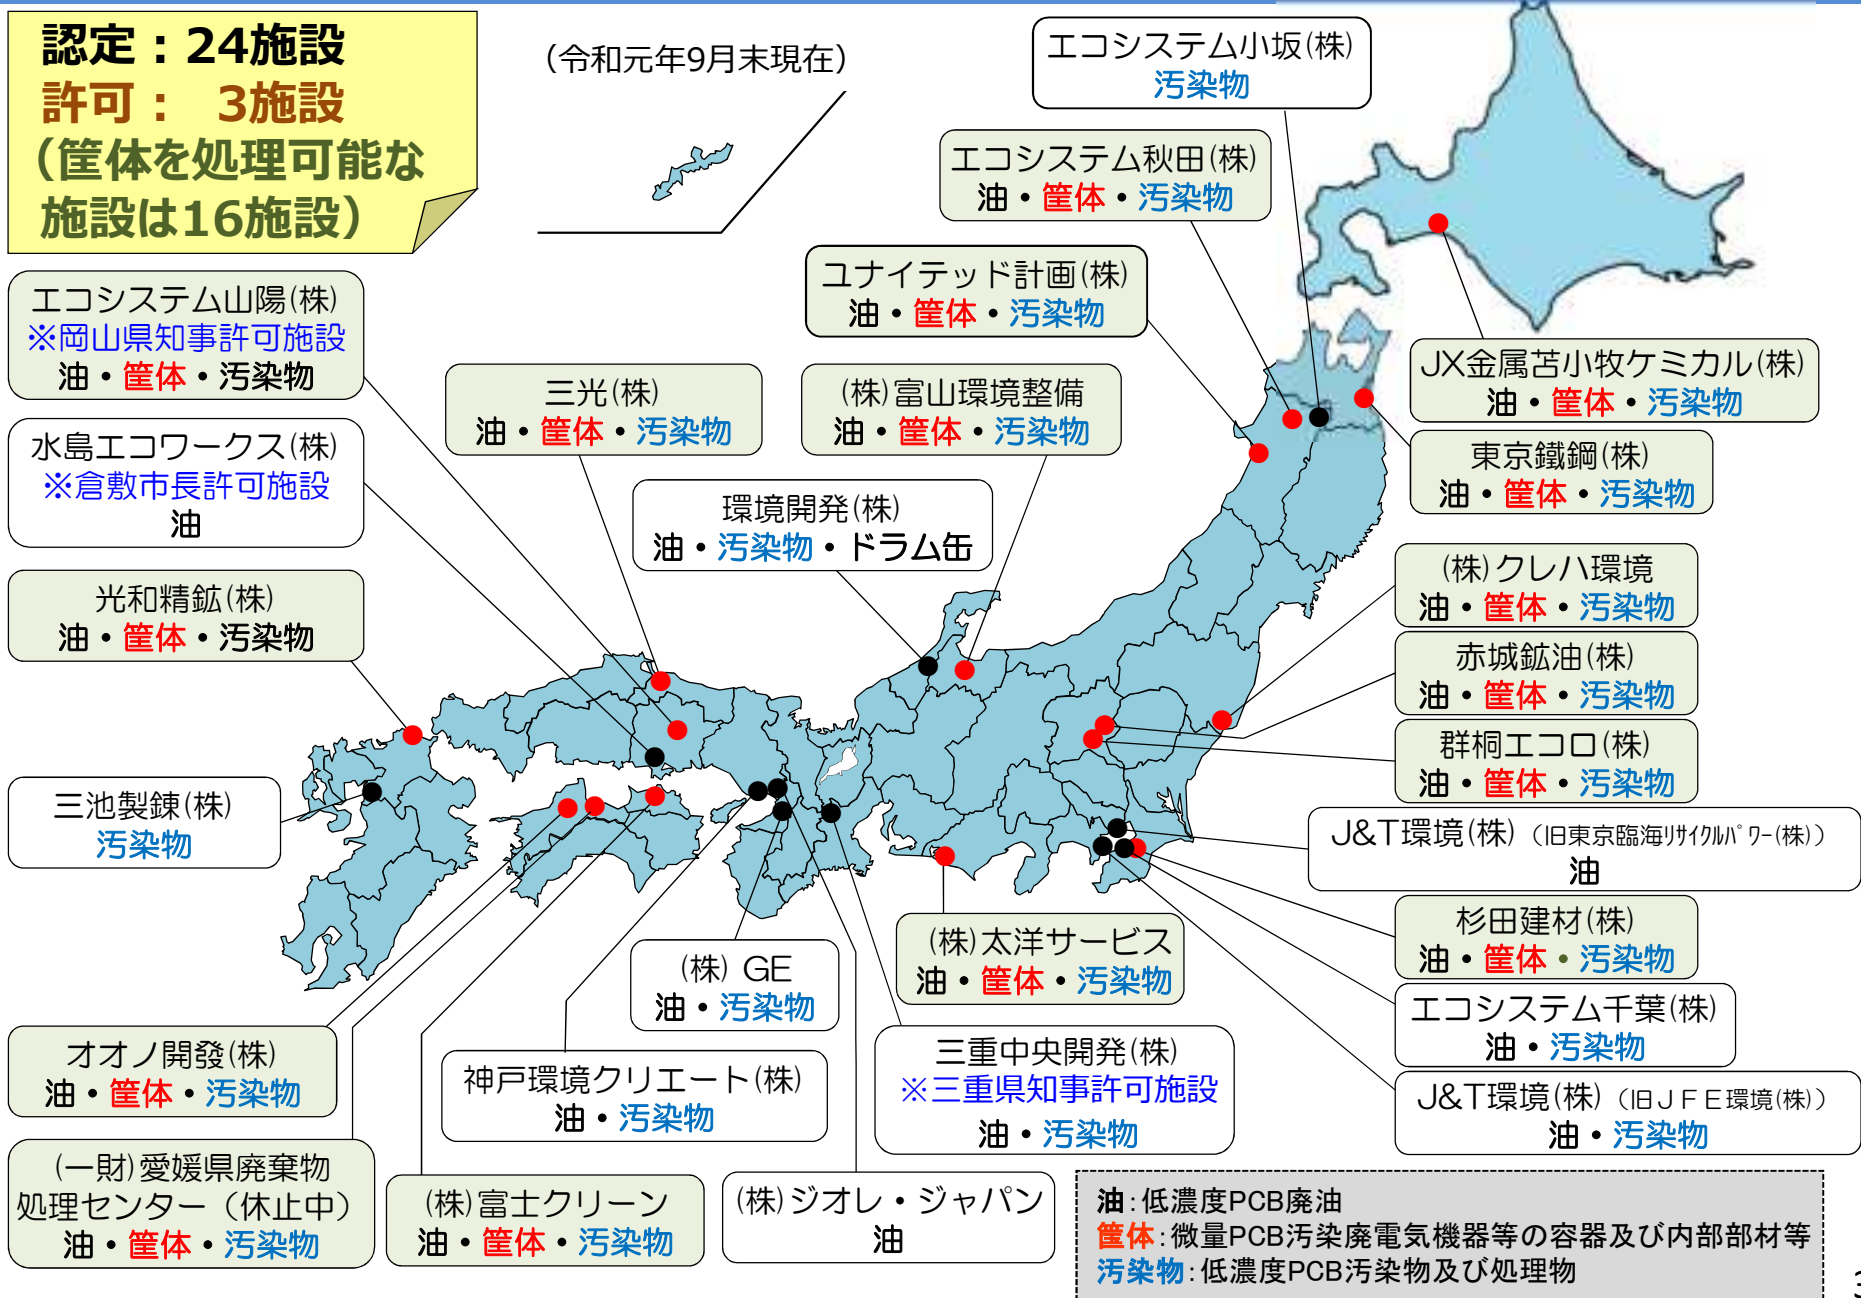 認定：24施設
許可： 3施設
（筐体を処理可能な
施設は16施設）
（令和元年9月末現在）
エコシステム小坂(株)
汚染物
エコシステム秋田(株)
油・筐体・汚染物
ユナイテッド計画(株)
油・筐体・汚染物
エコシステム山陽(株)
※岡山県知事許可施設
油・筐体・汚染物
三光(株)
油・筐体・汚染物
(株)富山環境整備
油・筐体・汚染物
JX金属苫小牧ケミカル(株)
油・筐体・汚染物
水島エコワークス(株)
※倉敷市長許可施設
油
環境開発(株)
油・汚染物・ドラム缶
東京鐵鋼(株)
油・筐体・汚染物
光和精鉱(株)
油・筐体・汚染物
(株)クレハ環境
油・筐体・汚染物
赤城鉱油(株)
油・筐体・汚染物
群桐エコロ(株)
油・筐体・汚染物
三池製錬(株)
汚染物
J&T環境(株)（旧東京臨海ﾘｻｲｸﾙﾊﾟﾜｰ(株)）
油
杉田建材(株)
油・筐体・汚染物
(株)太洋サービス
油・筐体・汚染物
(株) GE
油・汚染物
エコシステム千葉(株)
油・汚染物
オオノ開發(株)
油・筐体・汚染物
神戸環境クリエート(株)
油・汚染物
三重中央開発(株)
※三重県知事許可施設
油・汚染物
J&T環境(株)（旧ＪＦＥ環境(株)）
油・汚染物
(一財)愛媛県廃棄物
処理センター（休止中）
油・筐体・汚染物
(株)富士クリーン
油・筐体・汚染物
(株)ジオレ・ジャパン
油
油：低濃度PCB廃油
筐体：微量PCB汚染廃電気機器等の容器及び内部部材等
汚染物：低濃度PCB汚染物及び処理物